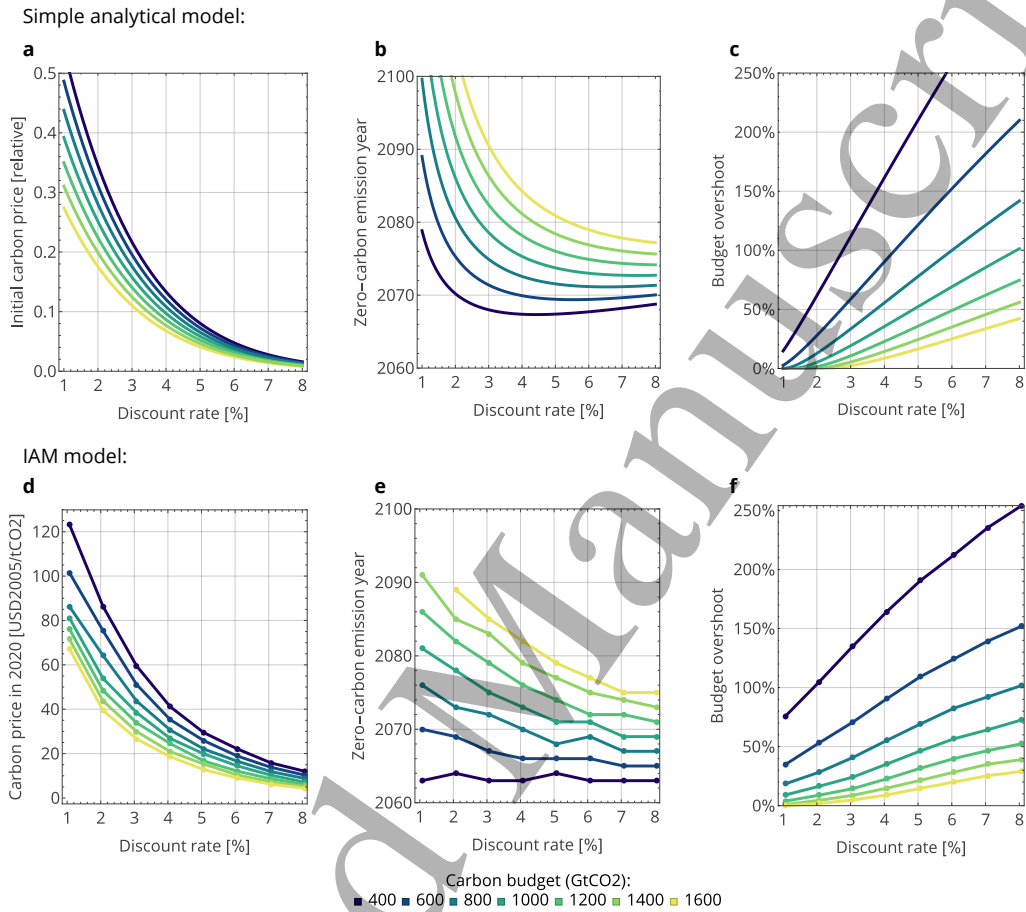 Simple analytical model:
a
b
c
Initial carbon price [relative]
0.5
0.4
0.3
0.2
0.1
0.0
1 2 3 4 5 6 7 8
Discount rate [%]
Zero−carbon emission year
2100
2090
2080
2070
2060
1 2 3 4 5 6 7 8
Discount rate [%]
Budget overshoot
250%
200%
150%
100%
50%
0%
1 2 3 4 5 6 7 8
Discount rate [%]
IAM model:
d
e
f
Carbon price in 2020 [USD2005/tCO2]
120
100
80
60
40
20
0
1 2 3 4 5 6 7 8
Discount rate [%]
Zero−carbon emission year
2100
2090
2080
2070
2060
1 2 3 4 5 6 7 8
Discount rate [%]
Budget overshoot
250%
200%
150%
100%
50%
0%
1 2 3 4 5 6 7 8
Discount rate [%]
Carbon budget (GtCO2):
400 600 800 1000 1200 1400 1600
d Manuscri